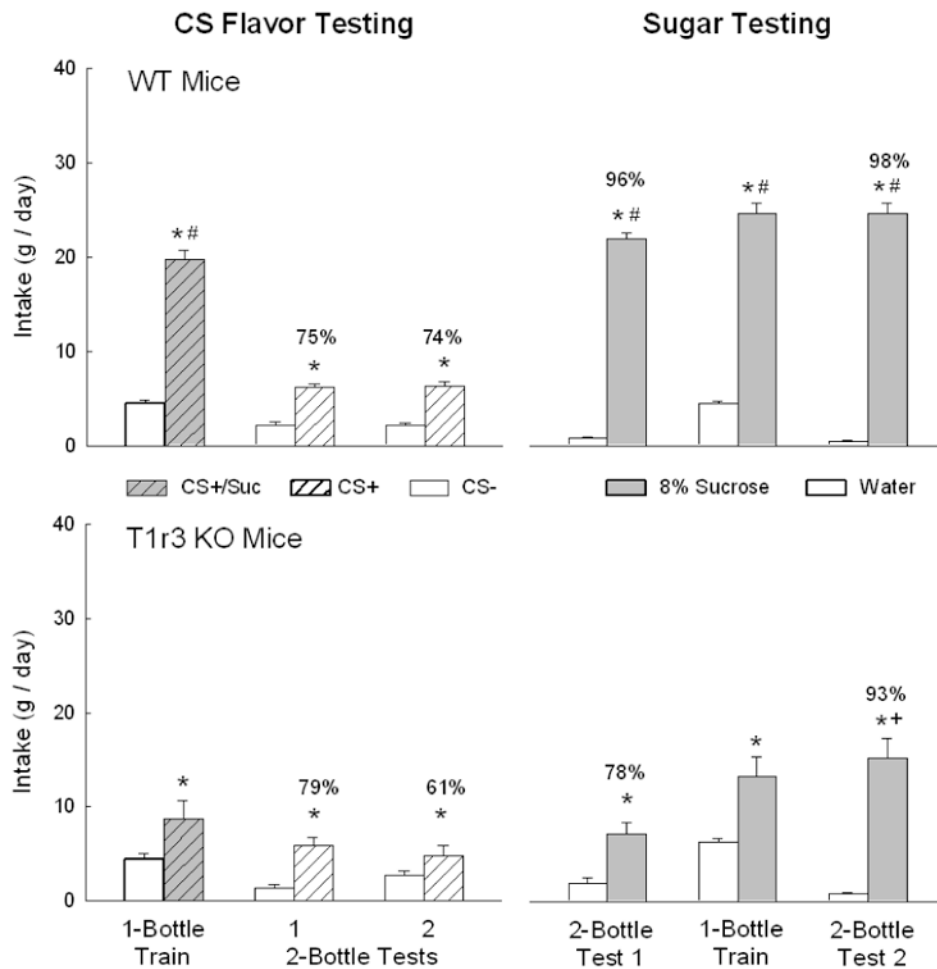 CS Flavor Testing
Sugar Testing
40
30
20
10
0
Intake (g / day)
WT Mice
*#
75%
*
74%
*
96%
*#
*#
98%
*#
CS+/Suc
CS+
CS-
8% Sucrose
Water
40
30
20
10
0
Intake (g / day)
T1r3 KO Mice
*
79%
*
61%
*
78%
*
*
93%
*+
1-Bottle
Train
1
2
2-Bottle Tests
2-Bottle
Test 1
1-Bottle
Train
2-Bottle
Test 2